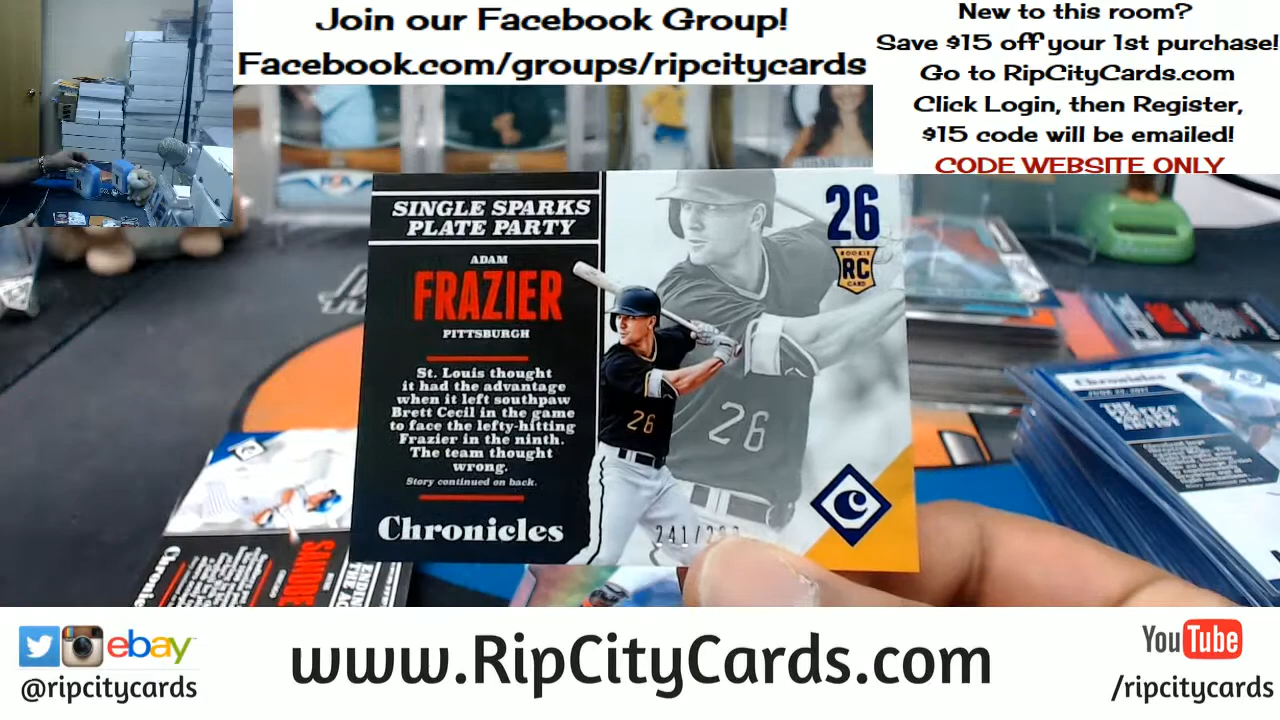 Join our Facebook Group!
Facebook.com/groups/ripcitycards
New to this room?
Save $15 off your 1st purchase!
Go to RipCityCards.com
Click Login, then Register,
$15 code will be emailed!
CODE WEBSITE ONLY
SINGLE SPARKS
PLATE PARTY
ADAM
FRAZIER
PITTSBURGH
St. Louis thought
it had the advantage
when it left southpaw
Brett Cecil in the game
to face the lefty-hitting
Frazier in the ninth.
The team thought
wrong.
Story continued on back.
Chronicles
26
ROOKIE
RC
CARD
26
26
C
Chronicles
ebay
@ripcitycards
www.RipCityCards.com
YouTube
/ripcitycards